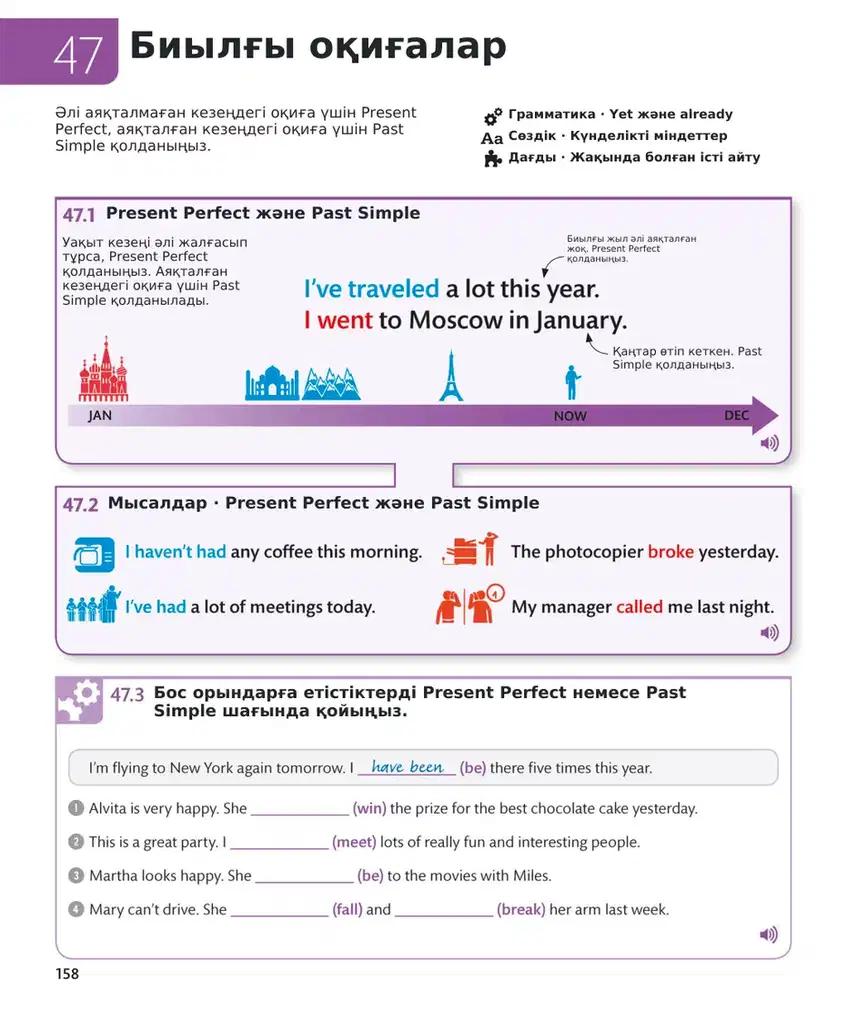 47
Биылғы оқиғалар
Әлі аяқталмаған кезеңдегі оқиға үшін Present
Perfect, аяқталған кезеңдегі оқиға үшін Past
Simple қолданыңыз.
Грамматика · Yet және already
Aa Сөздік · Күнделікті міндеттер
Дағды · Жақында болған істі айту
47.1 Present Perfect және Past Simple
Уақыт кезеңі әлі жалғасып
тұрса, Present Perfect
қолданыңыз. Аяқталған
кезеңдегі оқиға үшін Past
Simple қолданылады.
Биылғы жыл әлі аяқталған
жоқ. Present Perfect
қолданыңыз.
I’ve traveled a lot this year.
I went to Moscow in January.
Қаңтар өтіп кеткен. Past
Simple қолданыңыз.
JAN NOW DEC
47.2 Мысалдар · Present Perfect және Past Simple
I haven’t had any coffee this morning.
The photocopier broke yesterday.
I’ve had a lot of meetings today.
1
My manager called me last night.
47.3 Бос орындарға етістіктерді Present Perfect немесе Past
Simple шағында қойыңыз.
I’m flying to New York again tomorrow. I have been (be) there five times this year.
1 Alvita is very happy. She ____________ (win) the prize for the best chocolate cake yesterday.
2 This is a great party. I ____________ (meet) lots of really fun and interesting people.
3 Martha looks happy. She ____________ (be) to the movies with Miles.
4 Mary can’t drive. She ____________ (fall) and ____________ (break) her arm last week.
158